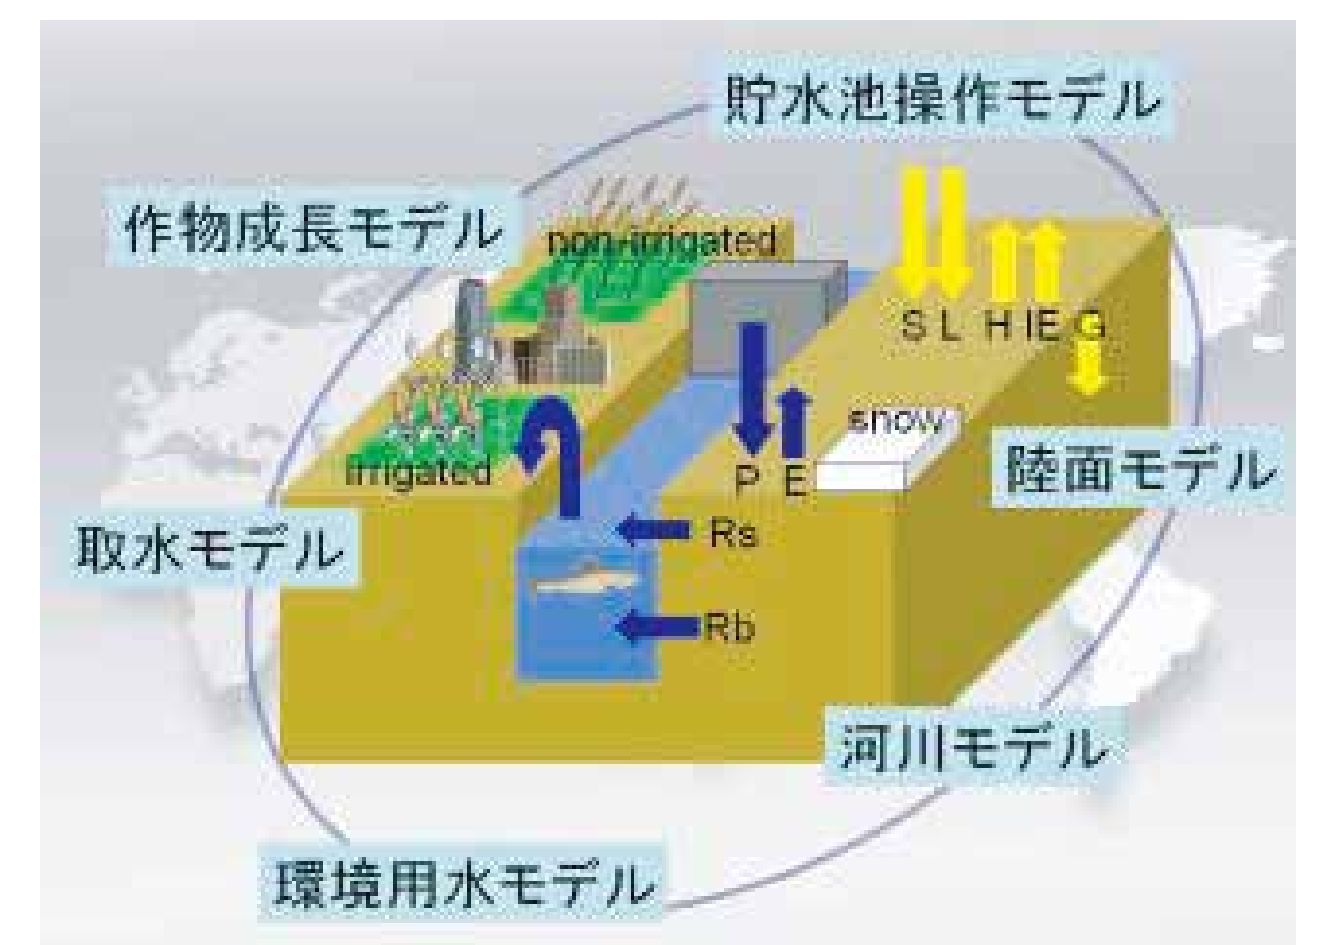 貯水池操作モデル
作物成長モデル
non-irrigated
S L H lE G
snow
irrigated
P E
陸面モデル
取水モデル
Rs
Rb
河川モデル
環境用水モデル